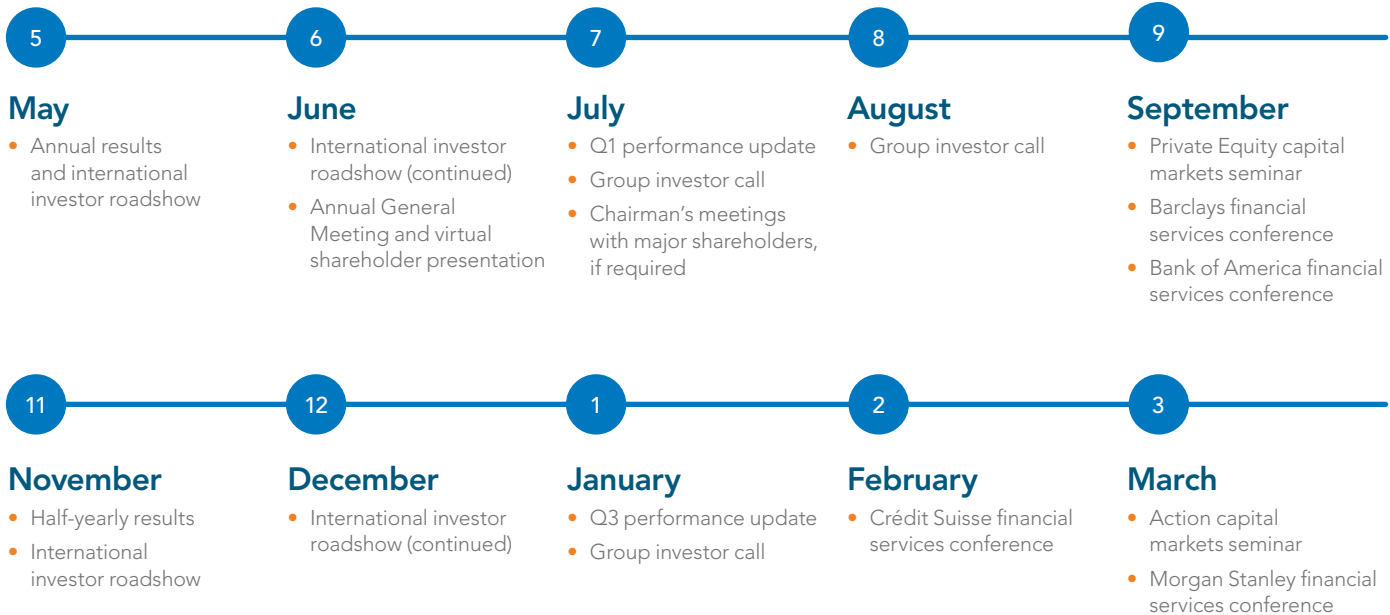 5
May
• Annual results
and international
investor roadshow
6
June
• International investor
roadshow (continued)
• Annual General
Meeting and virtual
shareholder presentation
7
July
• Q1 performance update
• Group investor call
• Chairman’s meetings
with major shareholders,
if required
8
August
• Group investor call
9
September
• Private Equity capital
markets seminar
• Barclays financial
services conference
• Bank of America financial
services conference
11
November
• Half-yearly results
• International
investor roadshow
12
December
• International investor
roadshow (continued)
1
January
• Q3 performance update
• Group investor call
2
February
• Crédit Suisse financial
services conference
3
March
• Action capital
markets seminar
• Morgan Stanley financial
services conference